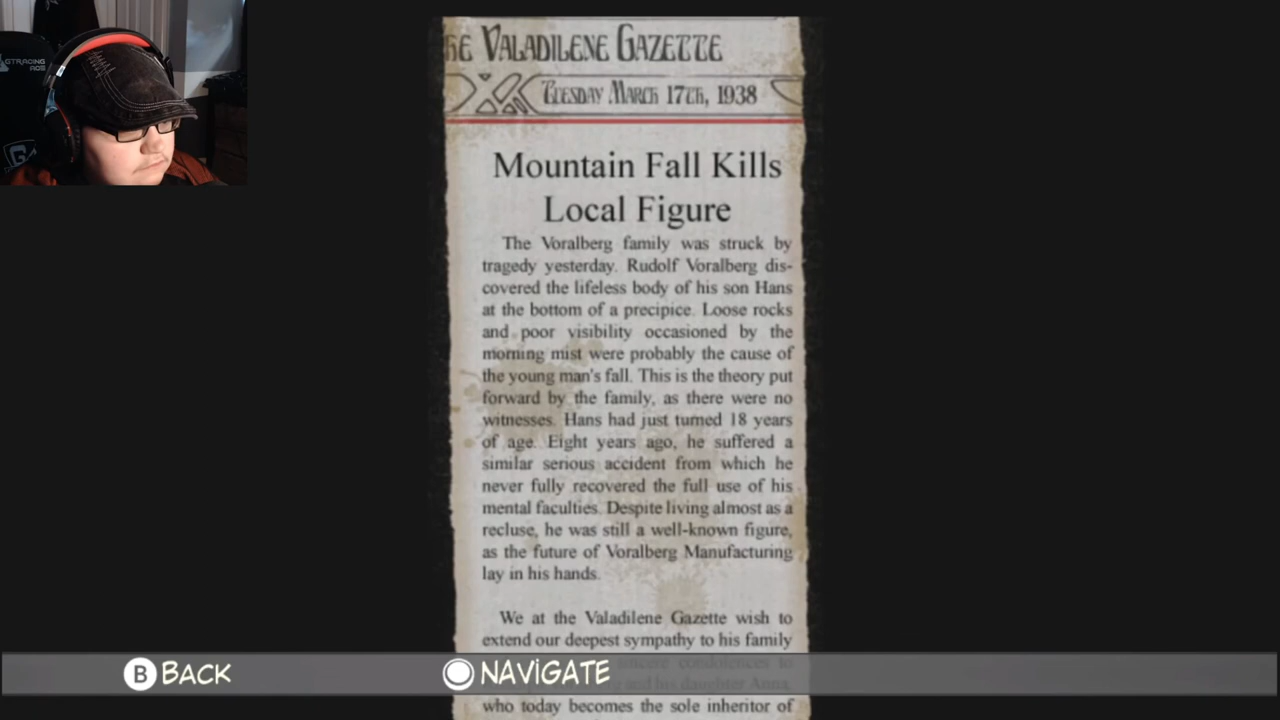 HE VALADILENE GAZETTE
TUESDAY MARCH 17TH, 1938
Mountain Fall Kills
Local Figure
The Voralberg family was struck by
tragedy yesterday. Rudolf Voralberg dis-
covered the lifeless body of his son Hans
at the bottom of a precipice. Loose rocks
and poor visibility occasioned by the
morning mist were probably the cause of
the young man's fall. This is the theory put
forward by the family, as there were no
witnesses. Hans had just turned 18 years
of age. Eight years ago, he suffered a
similar serious accident from which he
never fully recovered the full use of his
mental faculties. Despite living almost as a
recluse, he was still a well-known figure,
as the future of Voralberg Manufacturing
lay in his hands.
We at the Valadilene Gazette wish to
extend our deepest sympathy to his family
sincere condolences to
and his daughter Anna,
who today becomes the sole inheritor of
B BACK
NAVIGATE
GTRACING